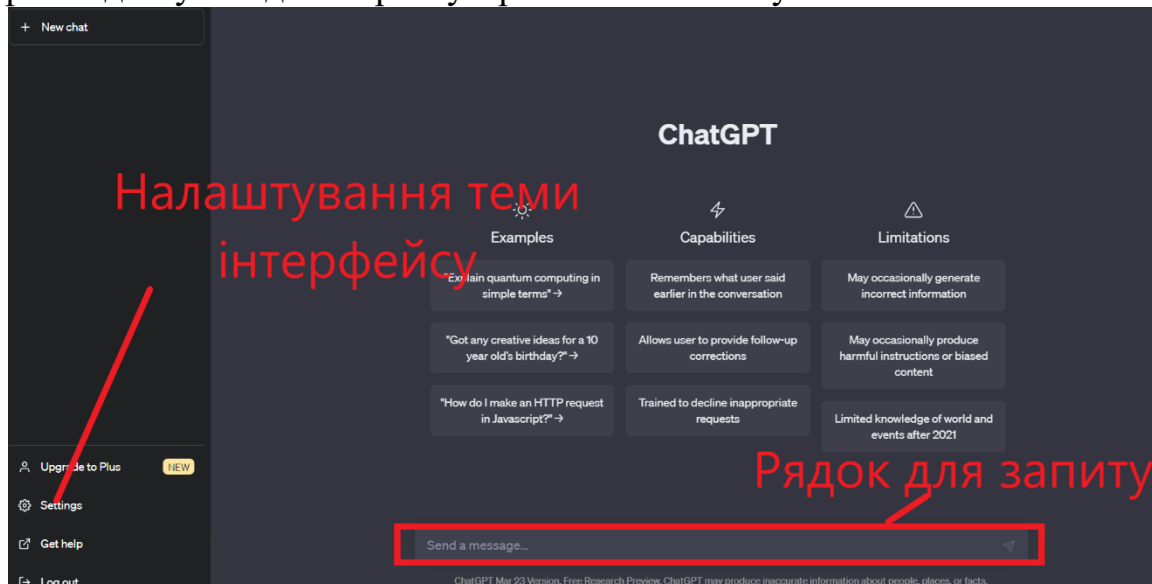 + New chat
ChatGPT
Налаштування теми
інтерфейсу
Examples
Capabilities
Limitations
"Explain quantum computing in
simple terms" →
Remembers what user said
earlier in the conversation
May occasionally generate
incorrect information
"Got any creative ideas for a 10
year old's birthday?" →
Allows user to provide follow-up
corrections
May occasionally produce
harmful instructions or biased
content
"How do I make an HTTP request
in Javascript?" →
Trained to decline inappropriate
requests
Limited knowledge of world and
events after 2021
Upgrade to Plus NEW
Settings
Get help
Log out
Рядок для запиту
Send a message...
ChatGPT Mar 23 Version. Free Research Preview. ChatGPT may produce inaccurate information about people, places, or facts.